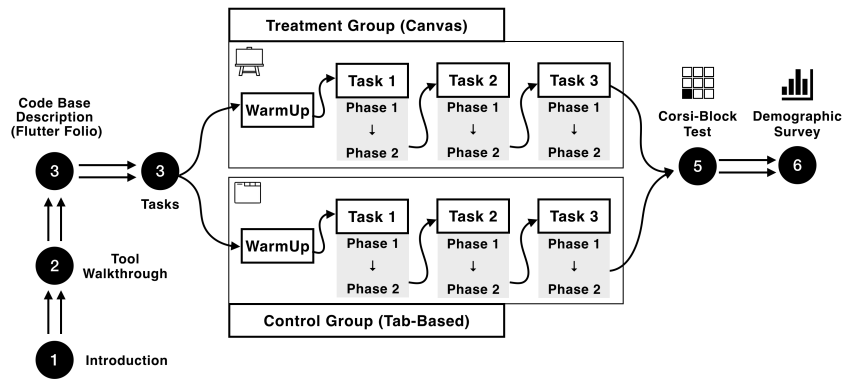 Treatment Group (Canvas)
WarmUp
Task 1
Phase 1
↓
Phase 2
Task 2
Phase 1
↓
Phase 2
Task 3
Phase 1
↓
Phase 2
Code Base
Description
(Flutter Folio)
3
3
Tasks
2
Tool
Walkthrough
1
Introduction
WarmUp
Task 1
Phase 1
↓
Phase 2
Task 2
Phase 1
↓
Phase 2
Task 3
Phase 1
↓
Phase 2
Control Group (Tab-Based)
Corsi-Block
Test
5
Demographic
Survey
6